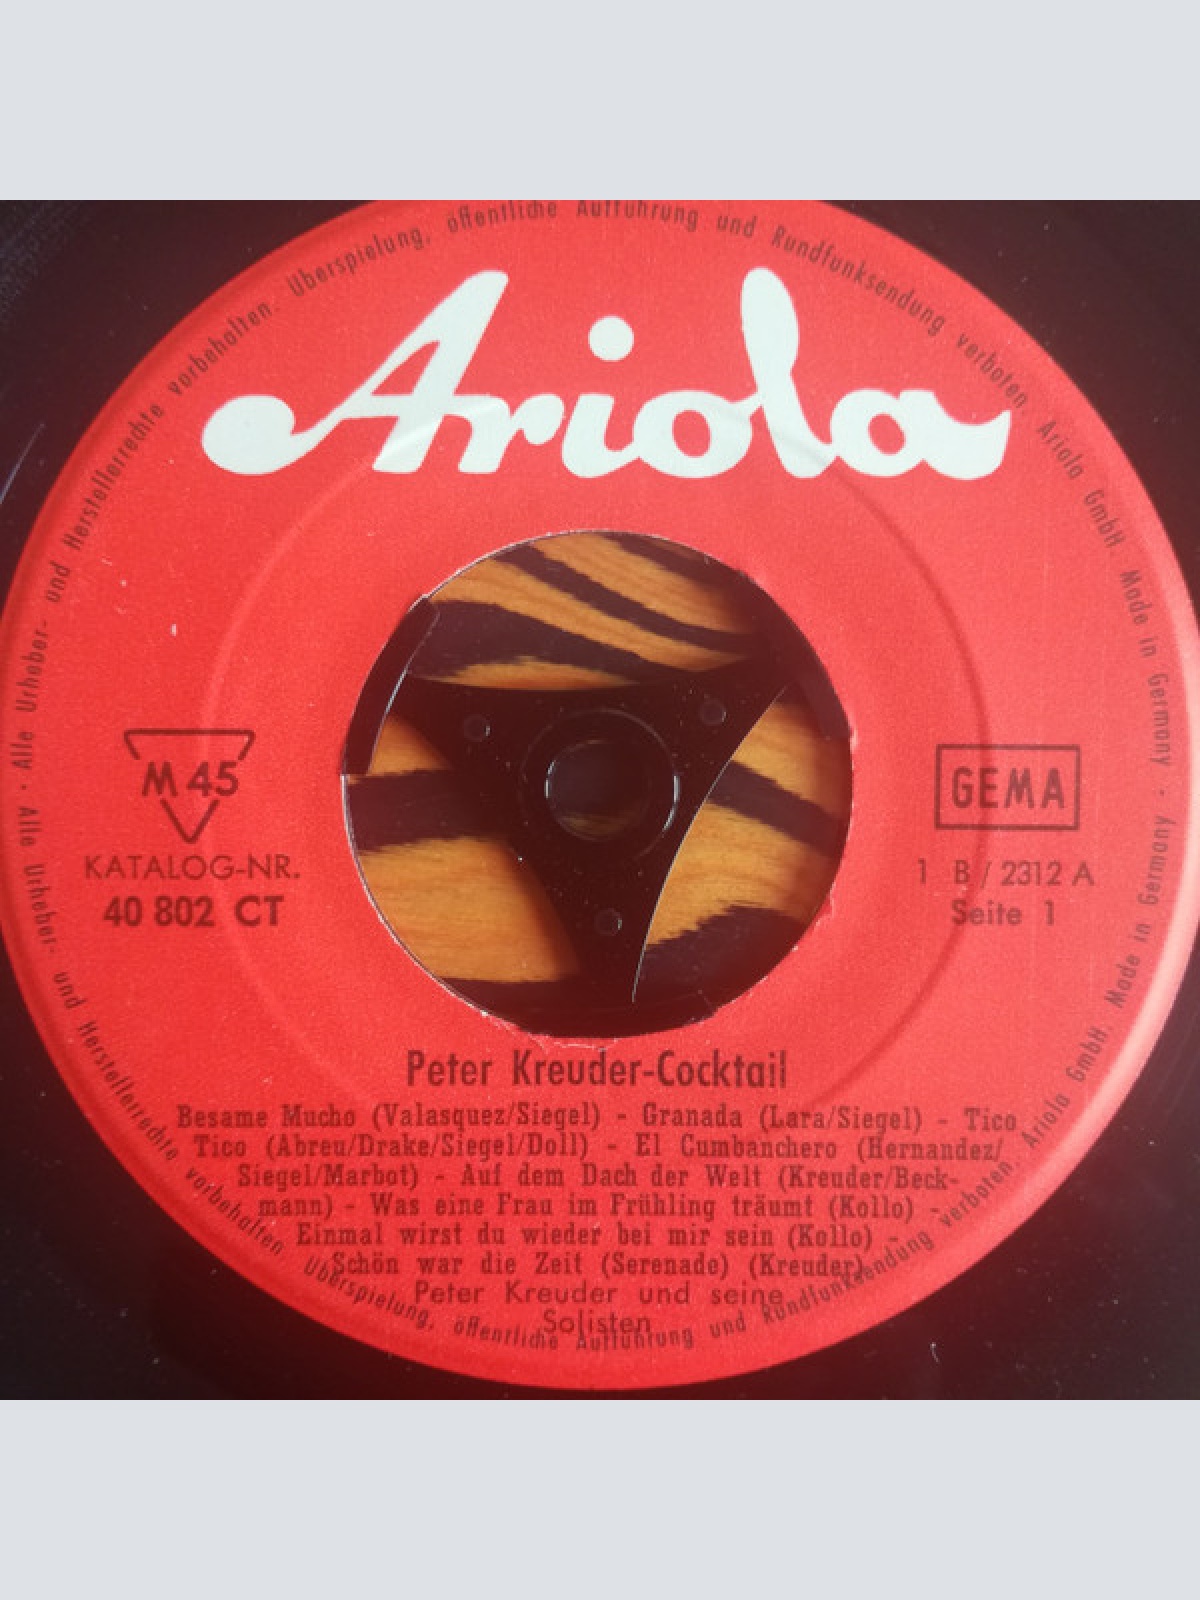 Alle Urheber- und Herstellerrechte vorbehalten. Überspielung, öffentliche Aufführung und Rundfunksendung verboten. Ariola GmbH. Made in Germany ·
Ariola
M 45
KATALOG-NR.
40 802 CT
GEMA
1 B / 2312 A
Seite 1
Peter Kreuder-Cocktail
Besame Mucho (Valasquez/Siegel) - Granada (Lara/Siegel) - Tico
Tico (Abreu/Drake/Siegel/Doll) - El Cumbanchero (Hernandez/
Siegel/Marbot) - Auf dem Dach der Welt (Kreuder/Beck-
mann) - Was eine Frau im Frühling träumt (Kollo) -
Einmal wirst du wieder bei mir sein (Kollo) -
Schön war die Zeit (Serenade) (Kreuder)
Peter Kreuder und seine
Solisten
Alle Urheber- und Herstellerrechte vorbehalten Überspielung, öffentliche Aufführung und Rundfunksendung verboten. Ariola GmbH. Made in Germany ·